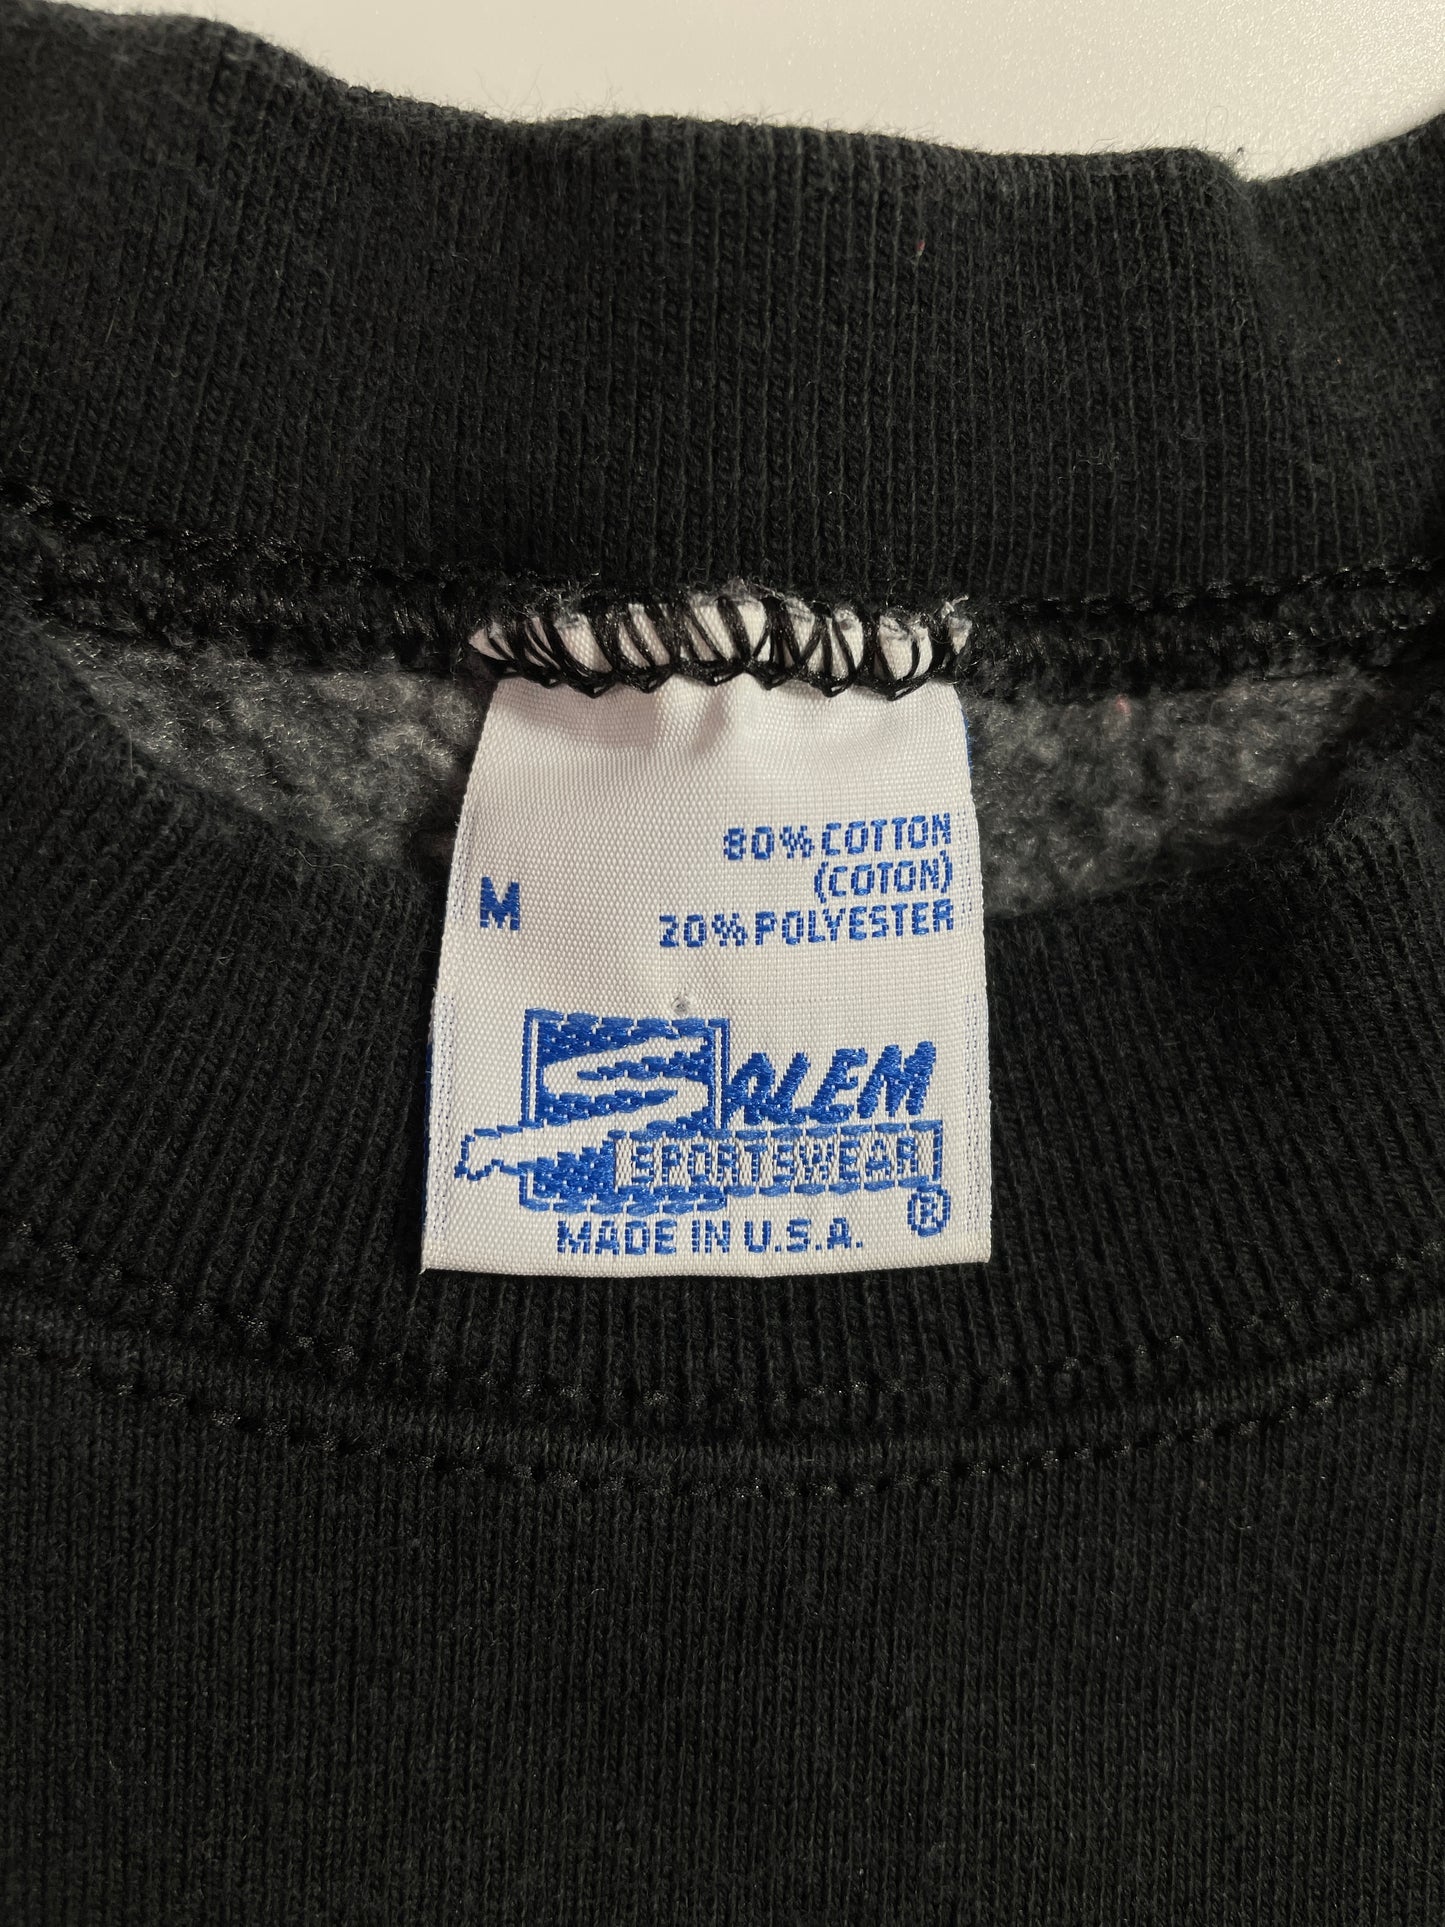 80% COTTON
(COTON)
M 20% POLYESTER
SALEM
SPORTSWEAR
®
MADE IN U.S.A.